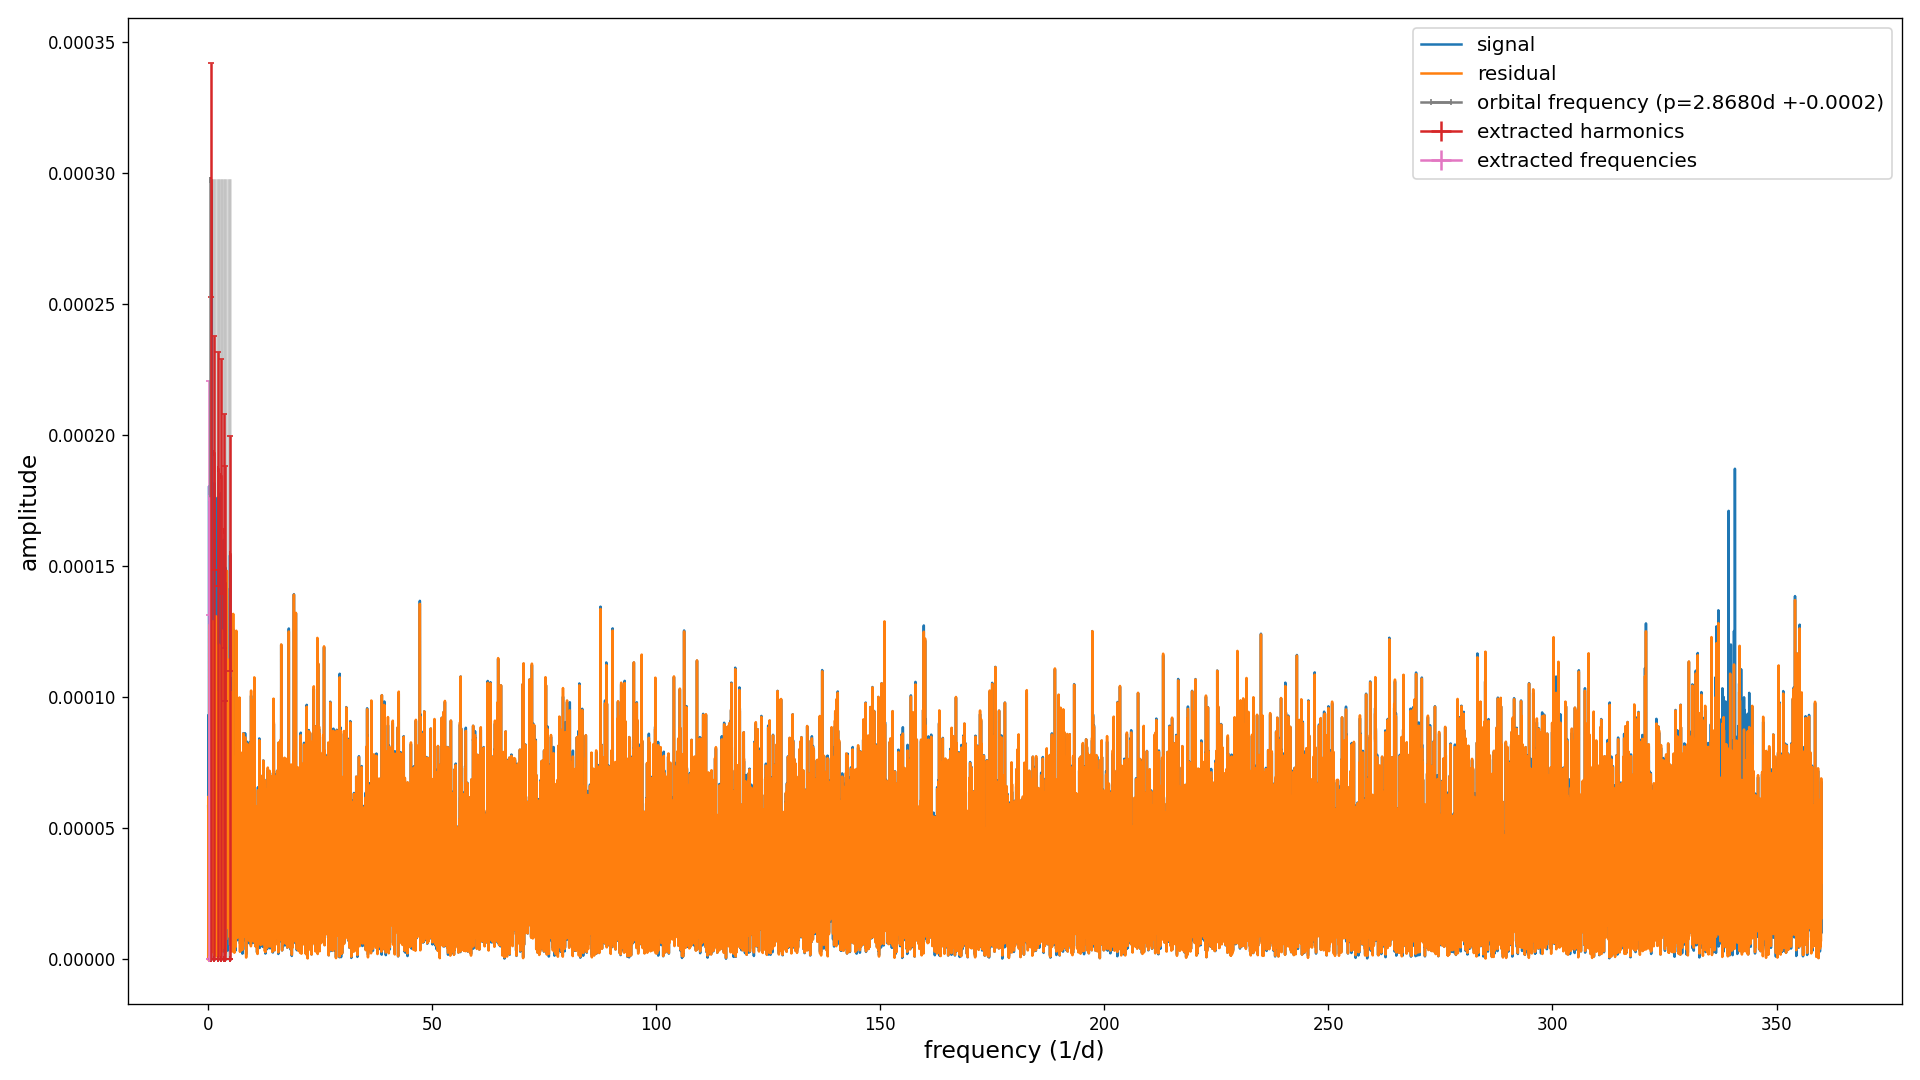 0.00035
0.00030
0.00025
0.00020
0.00015
0.00010
0.00005
0.00000
amplitude
0
50
100
150
200
250
300
350
frequency (1/d)
signal
residual
orbital frequency (p=2.8680d +-0.0002)
extracted harmonics
extracted frequencies